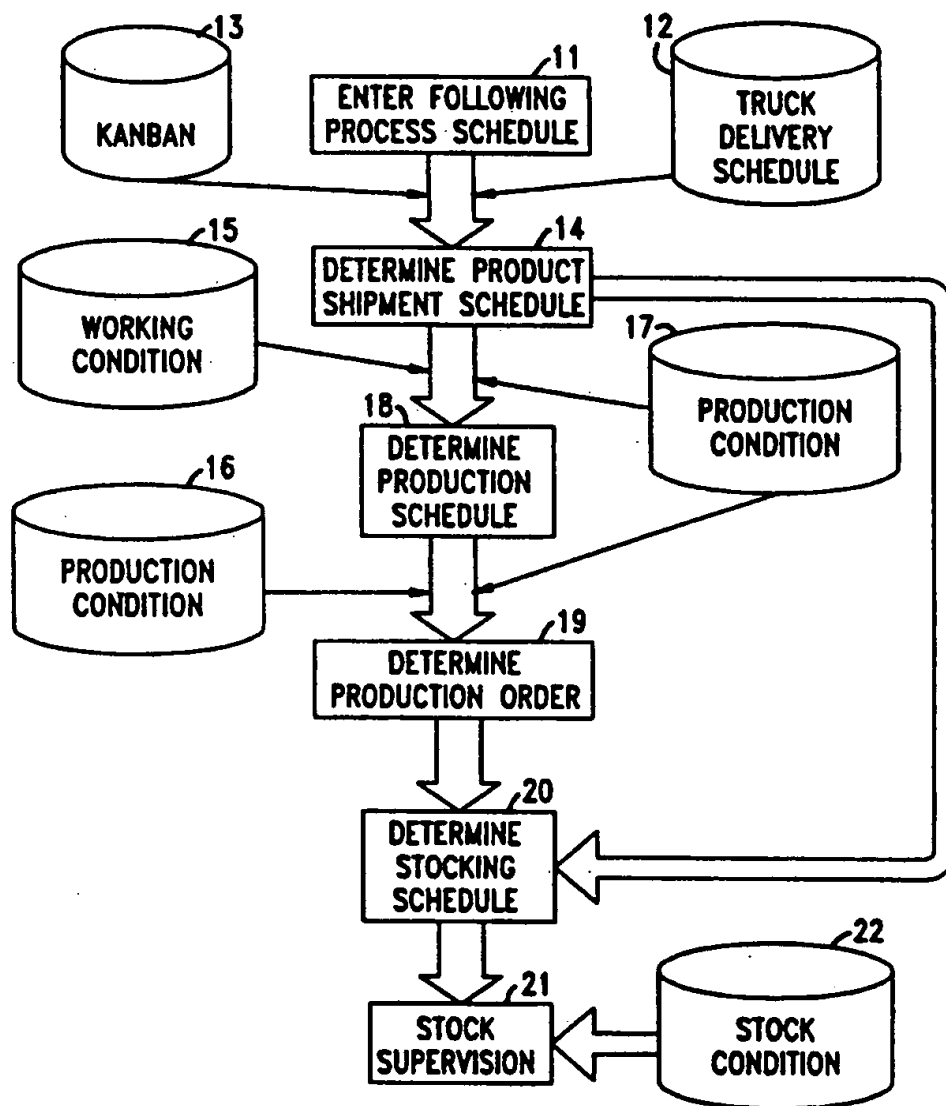 13
KANBAN
11
ENTER FOLLOWING
PROCESS SCHEDULE
12
TRUCK
DELIVERY
SCHEDULE
14
DETERMINE PRODUCT
SHIPMENT SCHEDULE
15
WORKING
CONDITION
17
PRODUCTION
CONDITION
18
DETERMINE
PRODUCTION
SCHEDULE
16
PRODUCTION
CONDITION
19
DETERMINE
PRODUCTION ORDER
20
DETERMINE
STOCKING
SCHEDULE
21
STOCK
SUPERVISION
22
STOCK
CONDITION